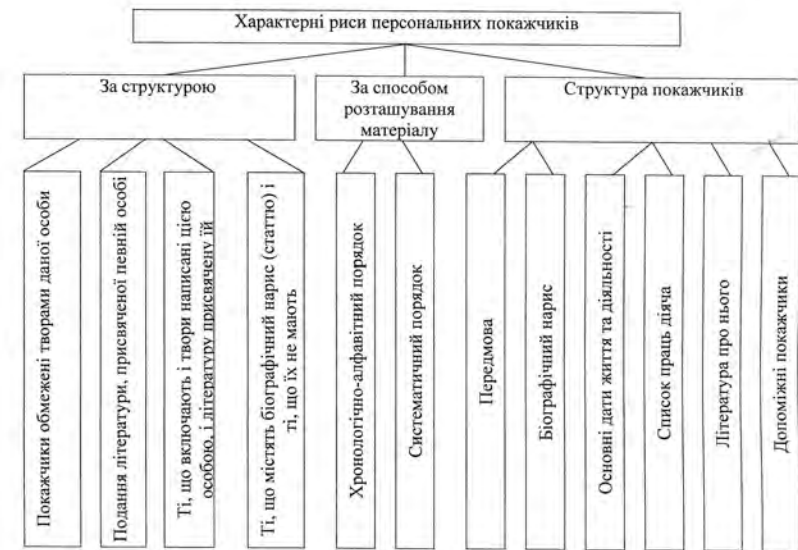 Характерні риси персональних покажчиків
За структурою
За способом
розташування
матеріалу
Структура покажчиків
Покажчики обмежені творами даної особи
Подання літератури, присвяченої певній особі
Ті, що включають і твори написані цією
особою, і літературу присвячену їй
Ті, що містять біографічний нарис (статтю) і
ті, що їх не мають
Хронологічно-алфавітний порядок
Систематичний порядок
Передмова
Біографічний нарис
Основні дати життя та діяльності
Список праць діяча
Література про нього
Допоміжні покажчики